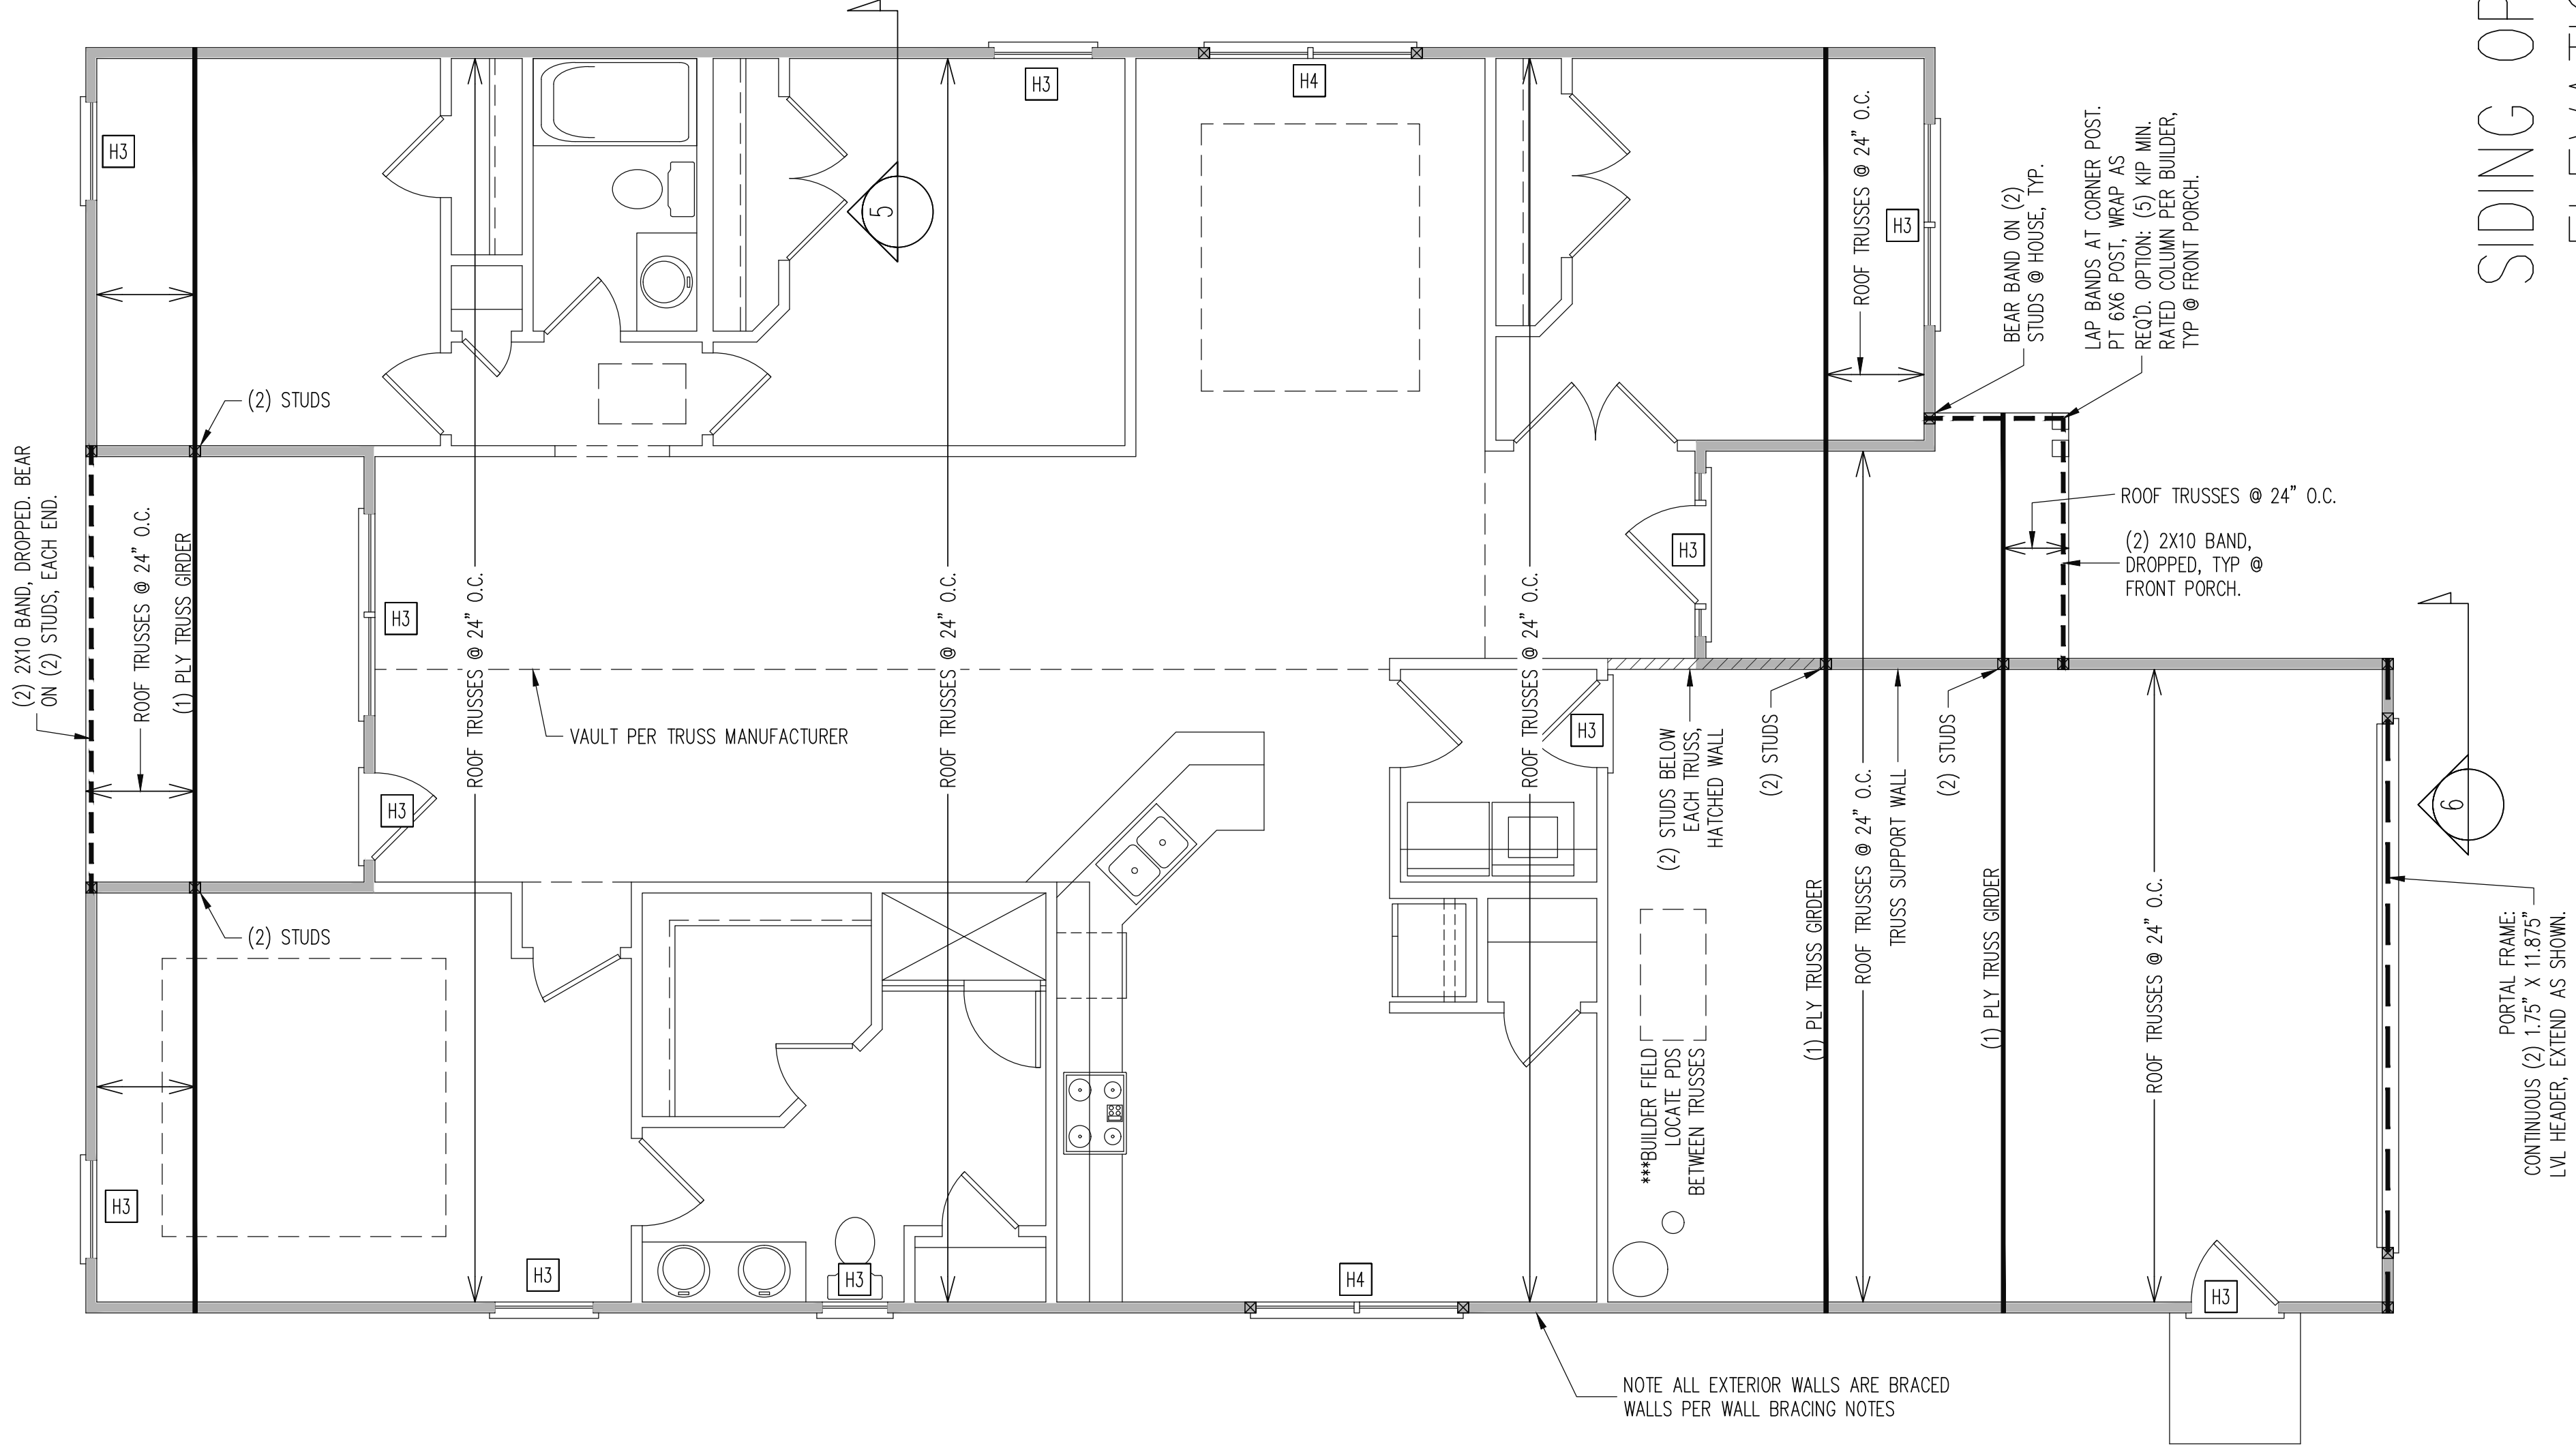 H3
H3
H4
5
ROOF TRUSSES @ 24" O.C.
H3
BEAR BAND ON (2)
STUDS @ HOUSE, TYP.
LAP BANDS AT CORNER POST.
PT 6X6 POST, WRAP AS
REQ'D. OPTION: (5) KIP MIN.
RATED COLUMN PER BUILDER,
TYP @ FRONT PORCH.
(2) STUDS
(2) 2X10 BAND, DROPPED. BEAR
ON (2) STUDS, EACH END.
ROOF TRUSSES @ 24" O.C.
(1) PLY TRUSS GIRDER
H3
H3
ROOF TRUSSES @ 24" O.C.
VAULT PER TRUSS MANUFACTURER
ROOF TRUSSES @ 24" O.C.
ROOF TRUSSES @ 24" O.C.
H3
H3
ROOF TRUSSES @ 24" O.C.
(2) 2X10 BAND,
DROPPED, TYP @
FRONT PORCH.
(2) STUDS BELOW
EACH TRUSS,
HATCHED WALL
(2) STUDS
(1) PLY TRUSS GIRDER
ROOF TRUSSES @ 24" O.C.
TRUSS SUPPORT WALL
(2) STUDS
(1) PLY TRUSS GIRDER
ROOF TRUSSES @ 24" O.C.
6
(2) STUDS
***BUILDER FIELD
LOCATE PDS
BETWEEN TRUSSES
PORTAL FRAME:
CONTINUOUS (2) 1.75" X 11.875"
LVL HEADER, EXTEND AS SHOWN.
H3
H3
H3
H4
H3
NOTE ALL EXTERIOR WALLS ARE BRACED
WALLS PER WALL BRACING NOTES
SIDING